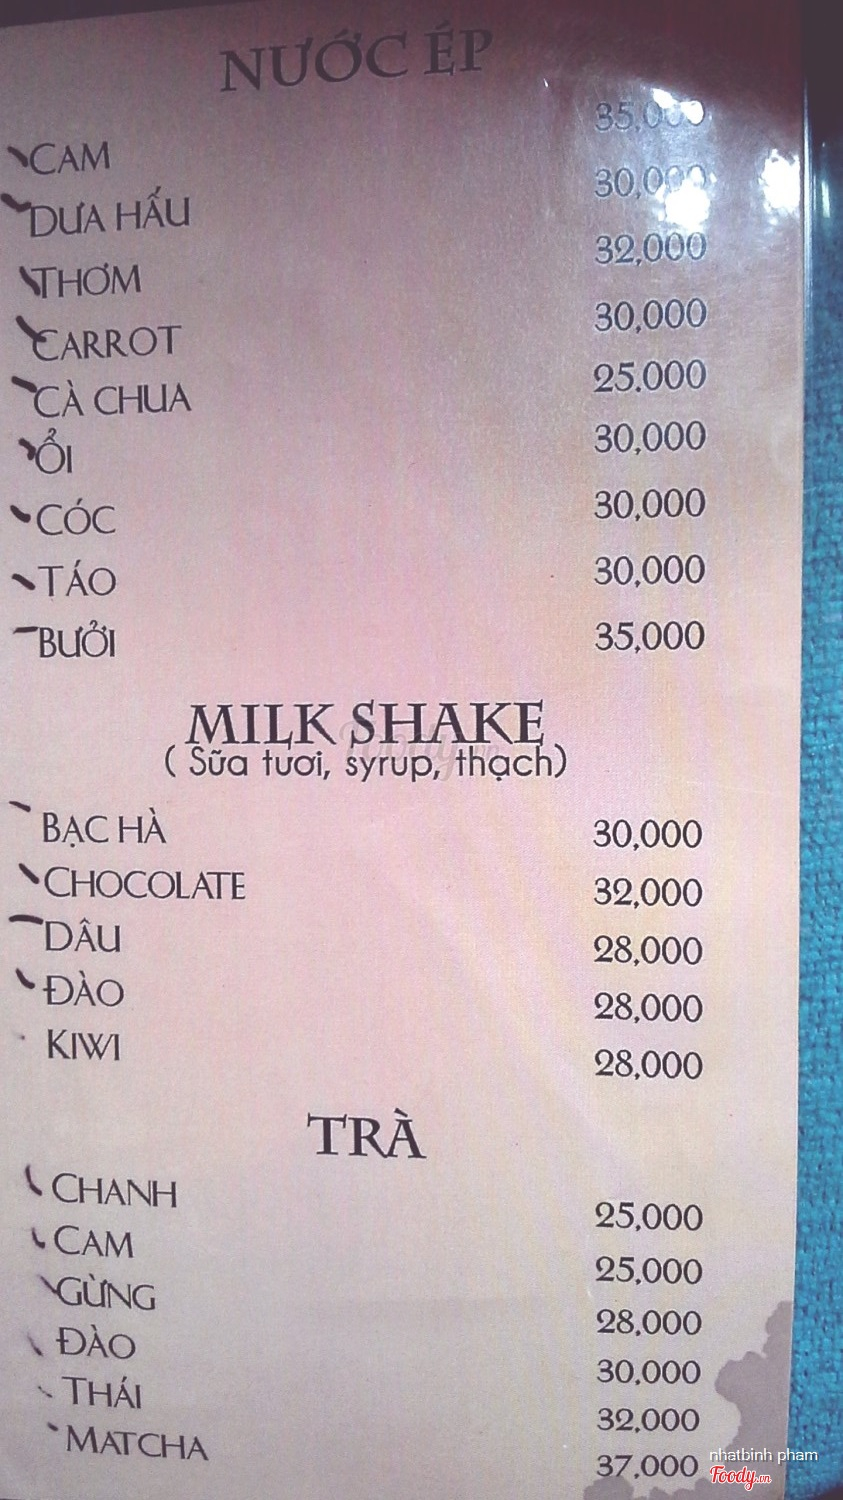 NƯỚC ÉP
CAM 35,000
DƯA HẤU 30,000
THƠM 32,000
CARROT 30,000
CÀ CHUA 25.000
ỔI 30,000
CÓC 30,000
TÁO 30,000
BƯỞI 35,000
MILK SHAKE
( Sữa tươi, syrup, thạch)
BẠC HÀ 30,000
CHOCOLATE 32,000
DÂU 28,000
ĐÀO 28,000
KIWI 28,000
TRÀ
CHANH 25,000
CAM 25,000
GỪNG 28,000
ĐÀO 30,000
THÁI 32,000
MATCHA 37,000
nhatbinh pham
Foody.vn